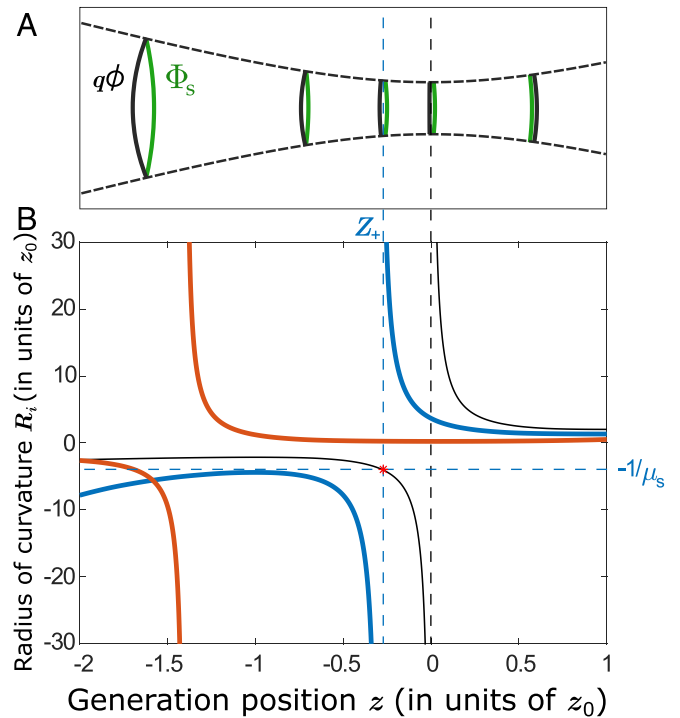 A
qϕ
Φs
B
Z+
Radius of curvature Ri (in units of z0)
30
20
10
0
-10
-20
-30
-1/μs
-2
-1.5
-1
-0.5
0
0.5
1
Generation position z (in units of z0)